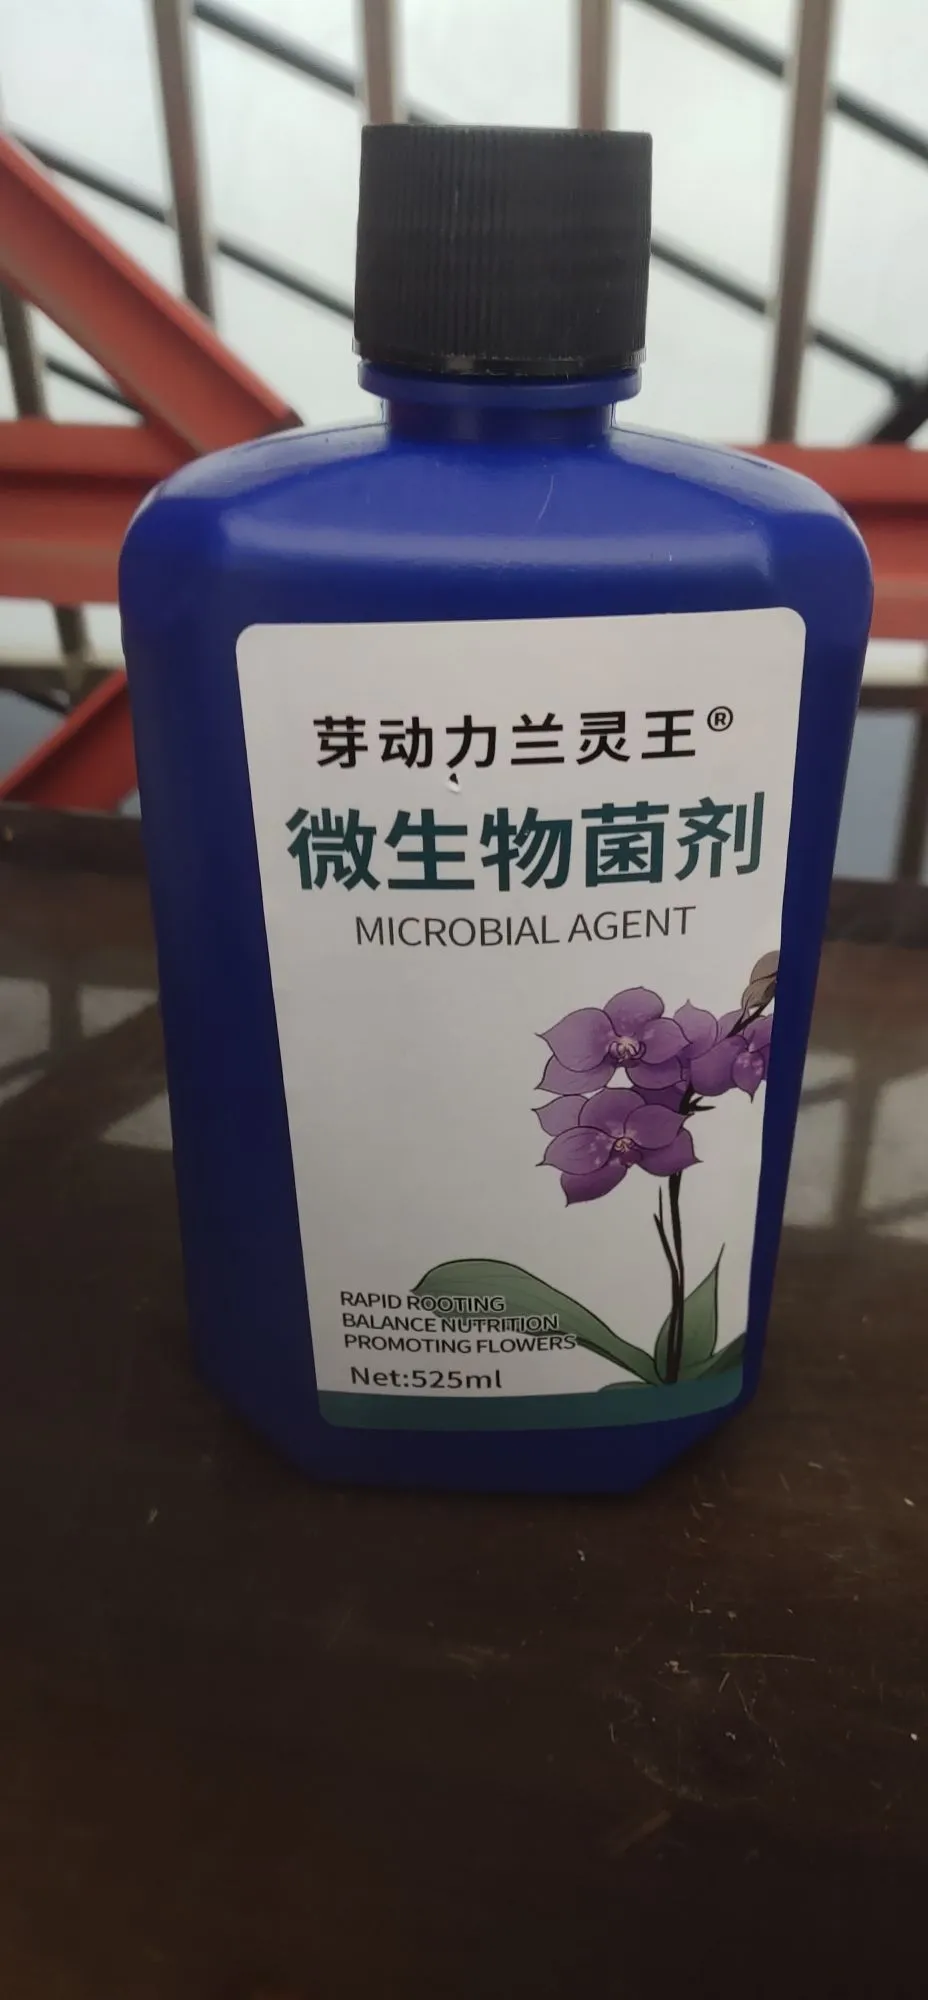 芽动力兰灵王®
微生物菌剂
MICROBIAL AGENT
RAPID ROOTING
BALANCE NUTRITION
PROMOTING FLOWERS
Net:525ml